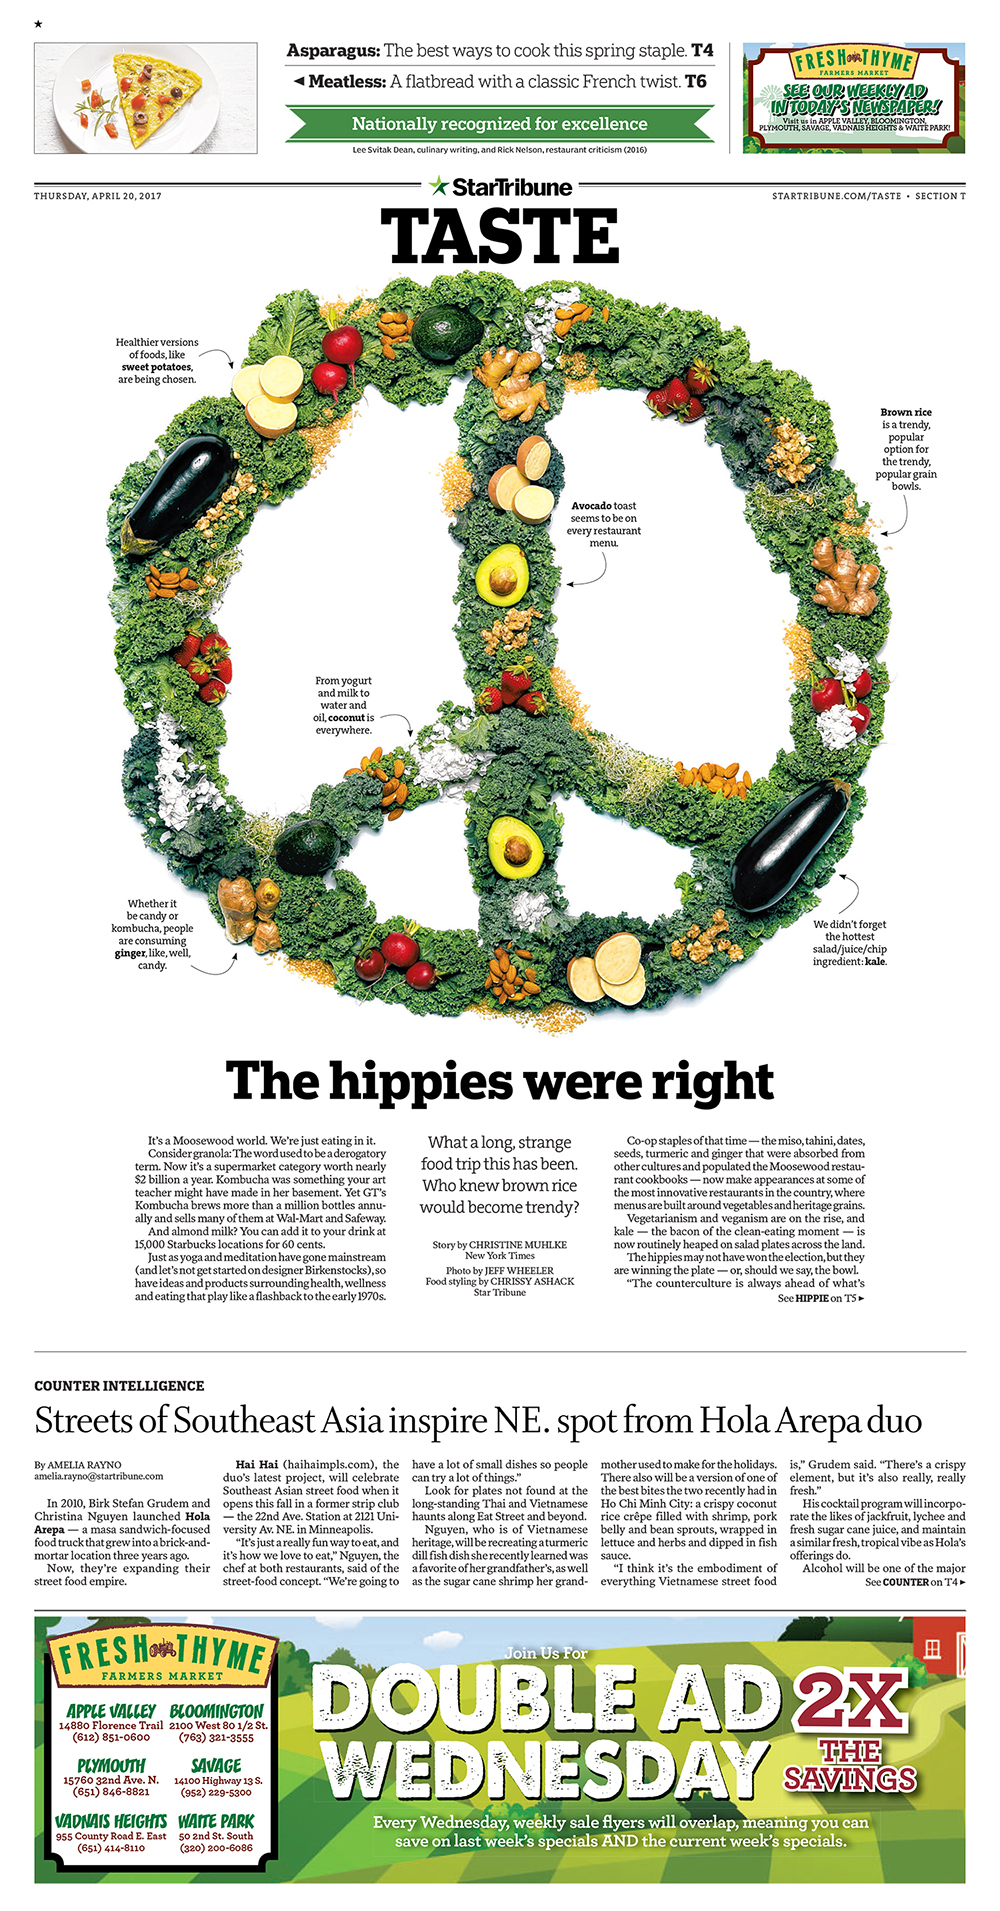 ★
Asparagus: The best ways to cook this spring staple. T4
◄ Meatless: A flatbread with a classic French twist. T6
Nationally recognized for excellence
Lee Svitak Dean, culinary writing, and Rick Nelson, restaurant criticism (2016)
FRESH THYME
FARMERS MARKET
SEE OUR WEEKLY AD
IN TODAY'S NEWSPAPER!
Visit us in APPLE VALLEY, BLOOMINGTON,
PLYMOUTH, SAVAGE, VADNAIS HEIGHTS & WAITE PARK!
THURSDAY, APRIL 20, 2017
StarTribune
STARTRIBUNE.COM/TASTE • SECTION T
TASTE
Healthier versions
of foods, like
sweet potatoes,
are being chosen.
Brown rice
is a trendy,
popular
option for
the trendy,
popular grain
bowls.
Avocado toast
seems to be on
every restaurant
menu.
From yogurt
and milk to
water and
oil, coconut is
everywhere.
Whether it
be candy or
kombucha, people
are consuming
ginger, like, well,
candy.
We didn't forget
the hottest
salad/juice/chip
ingredient: kale.
The hippies were right
It's a Moosewood world. We're just eating in it.
Consider granola: The word used to be a derogatory
term. Now it's a supermarket category worth nearly
$2 billion a year. Kombucha was something your art
teacher might have made in her basement. Yet GT's
Kombucha brews more than a million bottles annu-
ally and sells many of them at Wal-Mart and Safeway.
And almond milk? You can add it to your drink at
15,000 Starbucks locations for 60 cents.
Just as yoga and meditation have gone mainstream
(and let's not get started on designer Birkenstocks), so
have ideas and products surrounding health, wellness
and eating that play like a flashback to the early 1970s.
What a long, strange
food trip this has been.
Who knew brown rice
would become trendy?
Story by CHRISTINE MUHLKE
New York Times
Photo by JEFF WHEELER
Food styling by CHRISSY ASHACK
Star Tribune
Co-op staples of that time — the miso, tahini, dates,
seeds, turmeric and ginger that were absorbed from
other cultures and populated the Moosewood restau-
rant cookbooks — now make appearances at some of
the most innovative restaurants in the country, where
menus are built around vegetables and heritage grains.
Vegetarianism and veganism are on the rise, and
kale — the bacon of the clean-eating moment — is
now routinely heaped on salad plates across the land.
The hippies may not have won the election, but they
are winning the plate — or, should we say, the bowl.
"The counterculture is always ahead of what's
See HIPPIE on T5 ►
COUNTER INTELLIGENCE
Streets of Southeast Asia inspire NE. spot from Hola Arepa duo
By AMELIA RAYNO
amelia.rayno@startribune.com
In 2010, Birk Stefan Grudem and
Christina Nguyen launched Hola
Arepa — a masa sandwich-focused
food truck that grew into a brick-and-
mortar location three years ago.
Now, they're expanding their
street food empire.
Hai Hai (haihaimpls.com), the
duo's latest project, will celebrate
Southeast Asian street food when it
opens this fall in a former strip club
— the 22nd Ave. Station at 2121 Uni-
versity Av. NE. in Minneapolis.
"It's just a really fun way to eat, and
it's how we love to eat," Nguyen, the
chef at both restaurants, said of the
street-food concept. "We're going to
have a lot of small dishes so people
can try a lot of things."
Look for plates not found at the
long-standing Thai and Vietnamese
haunts along Eat Street and beyond.
Nguyen, who is of Vietnamese
heritage, will be recreating a turmeric
dill fish dish she recently learned was
a favorite of her grandfather's, as well
as the sugar cane shrimp her grand-
mother used to make for the holidays.
There also will be a version of one of
the best bites the two recently had in
Ho Chi Minh City: a crispy coconut
rice crêpe filled with shrimp, pork
belly and bean sprouts, wrapped in
lettuce and herbs and dipped in fish
sauce.
"I think it's the embodiment of
everything Vietnamese street food
is," Grudem said. "There's a crispy
element, but it's also really, really
fresh."
His cocktail program will incorpo-
rate the likes of jackfruit, lychee and
fresh sugar cane juice, and maintain
a similar fresh, tropical vibe as Hola's
offerings do.
Alcohol will be one of the major
See COUNTER on T4 ►
FRESH THYME
FARMERS MARKET
APPLE VALLEY
14880 Florence Trail
(612) 851-0600
BLOOMINGTON
2100 West 80 1/2 St.
(763) 321-3555
PLYMOUTH
15760 32nd Ave. N.
(651) 846-8821
SAVAGE
14100 Highway 13 S.
(952) 229-5300
VADNAIS HEIGHTS
955 County Road E. East
(651) 414-8110
WAITE PARK
50 2nd St. South
(320) 200-6086
Join Us For
DOUBLE AD
WEDNESDAY
2X
THE
SAVINGS
Every Wednesday, weekly sale flyers will overlap, meaning you can
save on last week's specials AND the current week's specials.